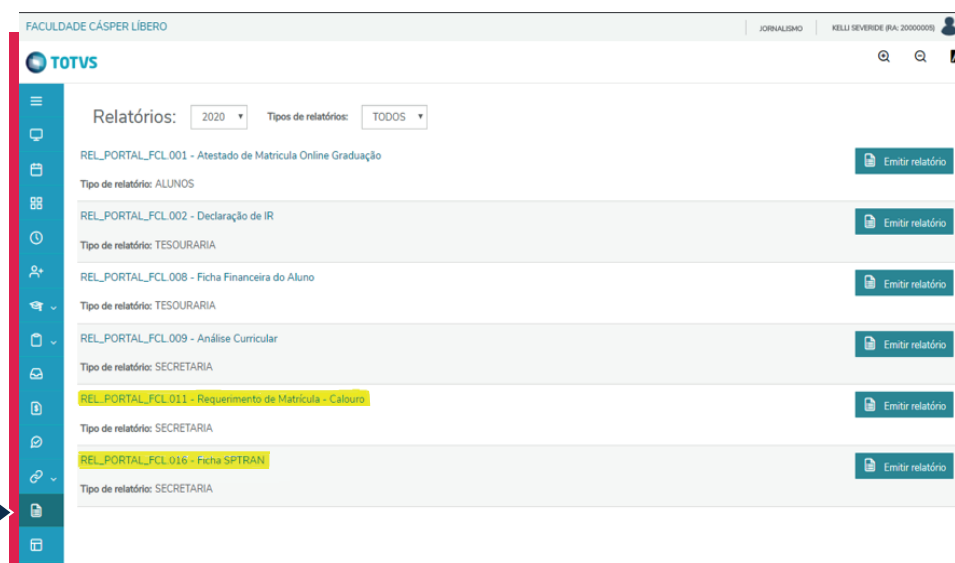 FACULDADE CÁSPER LÍBERO
JORNALISMO
KELLI SEVERIDE (RA: 20000005)
TOTVS
Relatórios:
2020
Tipos de relatórios:
TODOS
REL_PORTAL_FCL.001 - Atestado de Matricula Online Graduação
Emitir relatório
Tipo de relatório: ALUNOS
REL_PORTAL_FCL.002 - Declaração de IR
Emitir relatório
Tipo de relatório: TESOURARIA
REL_PORTAL_FCL.008 - Ficha Financeira do Aluno
Emitir relatório
Tipo de relatório: TESOURARIA
REL_PORTAL_FCL.009 - Análise Curricular
Emitir relatório
Tipo de relatório: SECRETARIA
REL_PORTAL_FCL.011 - Requerimento de Matrícula - Calouro
Emitir relatório
Tipo de relatório: SECRETARIA
REL_PORTAL_FCL.016 - Ficha SPTRAN
Emitir relatório
Tipo de relatório: SECRETARIA